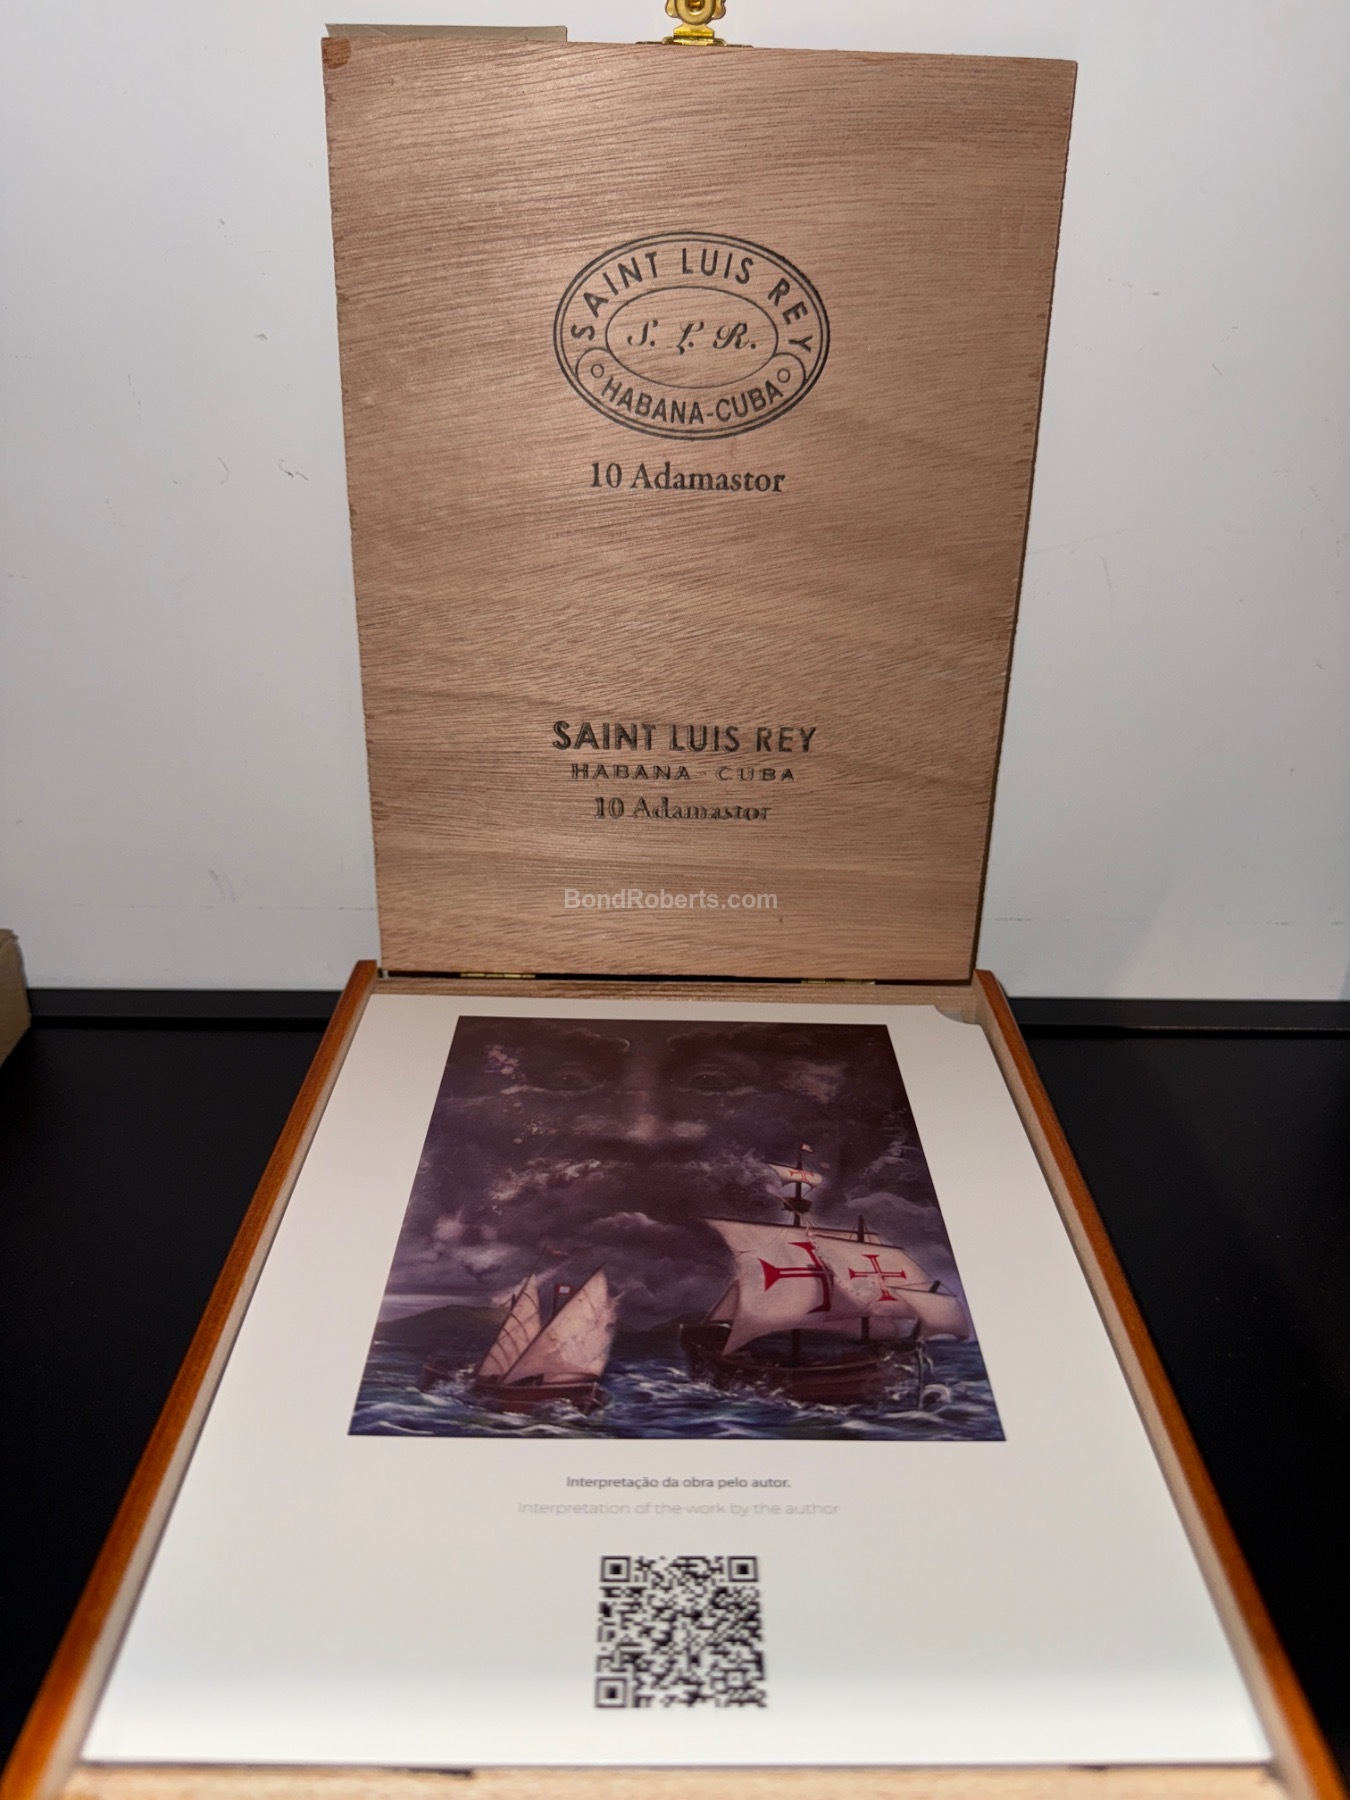 SAINT LUIS REY
S. L. R.
HABANA-CUBA
10 Adamastor
SAINT LUIS REY
HABANA · CUBA
10 Adamastor
BondRoberts.com
Interpretação da obra pelo autor.
Interpretation of the work by the author